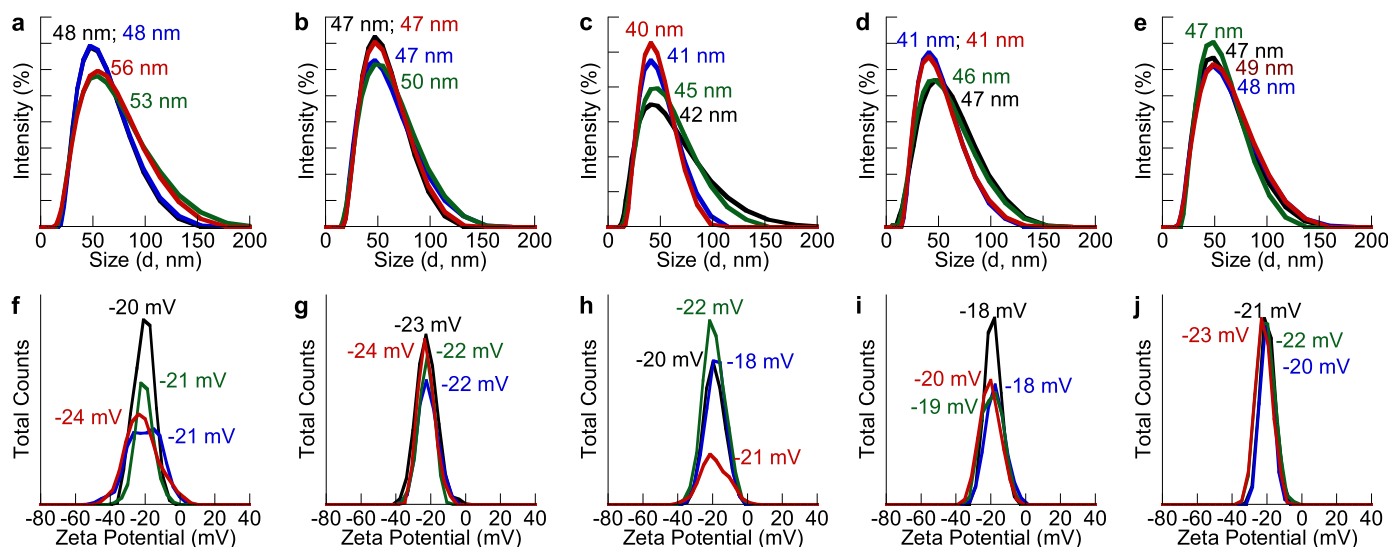 a
48 nm; 48 nm
56 nm
53 nm
Intensity (%)
0 50 100 150 200
Size (d, nm)
b
47 nm; 47 nm
47 nm
50 nm
Intensity (%)
0 50 100 150 200
Size (d, nm)
c
40 nm
41 nm
45 nm
42 nm
Intensity (%)
0 50 100 150 200
Size (d, nm)
d
41 nm; 41 nm
46 nm
47 nm
Intensity (%)
0 50 100 150 200
Size (d, nm)
e
47 nm
47 nm
49 nm
48 nm
Intensity (%)
0 50 100 150 200
Size (d, nm)
f
-20 mV
-21 mV
-24 mV
-21 mV
Total Counts
-80 -60 -40 -20 0 20 40
Zeta Potential (mV)
g
-23 mV
-24 mV
-22 mV
-22 mV
Total Counts
-80 -60 -40 -20 0 20 40
Zeta Potential (mV)
h
-22 mV
-20 mV
-18 mV
-21 mV
Total Counts
-80 -60 -40 -20 0 20 40
Zeta Potential (mV)
i
-18 mV
-20 mV
-18 mV
-19 mV
Total Counts
-80 -60 -40 -20 0 20 40
Zeta Potential (mV)
j
-21 mV
-23 mV
-22 mV
-20 mV
Total Counts
-80 -60 -40 -20 0 20 40
Zeta Potential (mV)